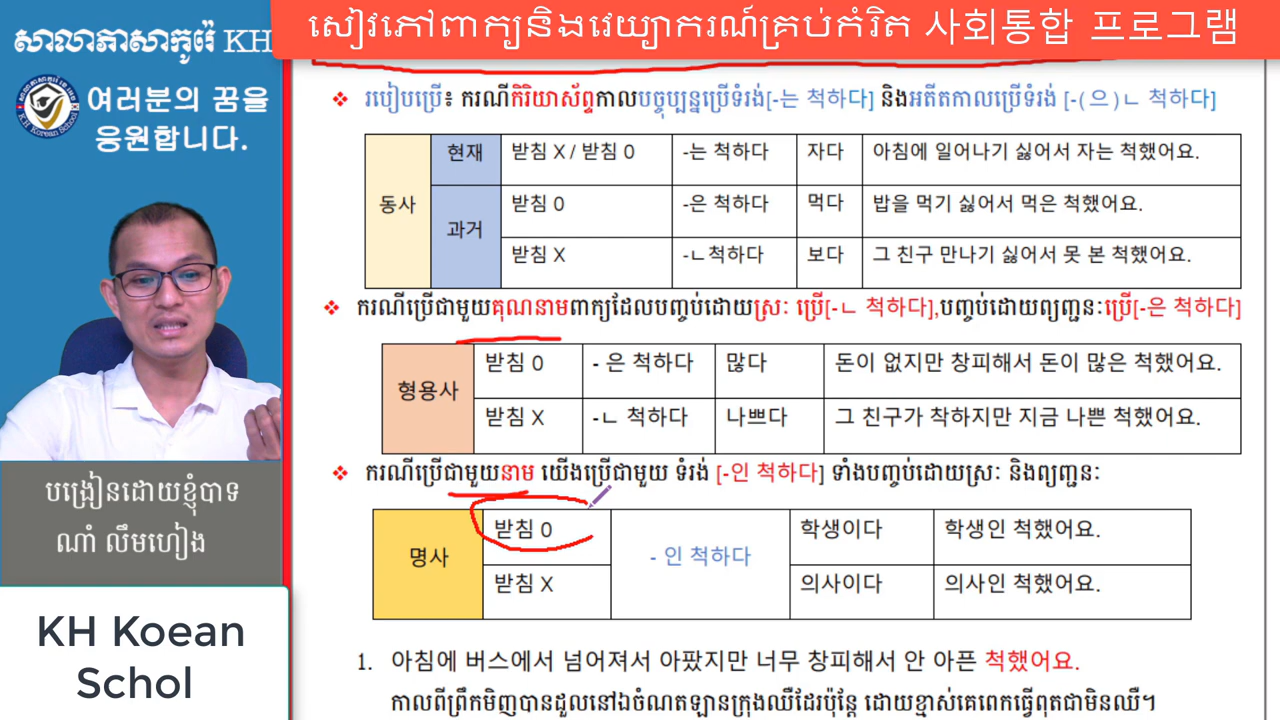 សាលាភាសាកូរ៉េ KH
여러분의 꿈을
응원합니다.
សៀវភៅពាក្យនិងវេយ្យាករណ៍គ្រប់កំរិត 사회통합 프로그램
របៀបប្រើ៖ ករណីកិរិយាស័ព្ទកាលបច្ចុប្បន្នប្រើទំរង់[-는 척하다] និងអតីតកាលប្រើទំរង់ [-(으)ㄴ 척하다]
동사 현재 받침 X / 받침 0 -는 척하다 자다 아침에 일어나기 싫어서 자는 척했어요.
과거 받침 0 -은 척하다 먹다 밥을 먹기 싫어서 먹은 척했어요.
받침 X -ㄴ척하다 보다 그 친구 만나기 싫어서 못 본 척했어요.
ករណីប្រើជាមួយគុណនាមពាក្យដែលបញ្ចប់ដោយស្រៈ ប្រើ[-ㄴ 척하다],បញ្ចប់ដោយព្យញ្ជនៈប្រើ[-은 척하다]
형용사 받침 0 - 은 척하다 많다 돈이 없지만 창피해서 돈이 많은 척했어요.
받침 X -ㄴ 척하다 나쁘다 그 친구가 착하지만 지금 나쁜 척했어요.
ករណីប្រើជាមួយនាម យើងប្រើជាមួយ ទំរង់ [-인 척하다] ទាំងបញ្ចប់ដោយស្រៈ និងព្យញ្ជនៈ
명사 받침 0 - 인 척하다 학생이다 학생인 척했어요.
받침 X 의사이다 의사인 척했어요.
1. 아침에 버스에서 넘어져서 아팠지만 너무 창피해서 안 아픈 척했어요.
កាលពីព្រឹកមិញបានដួលនៅឯចំណតឡានក្រុងឈឺដែរប៉ុន្តែ ដោយខ្មាស់គេពេកធ្វើពុតជាមិនឈឺ។
បង្រៀនដោយខ្ញុំបាទ
ណាំ លឹមហៀង
KH Koean
Schol